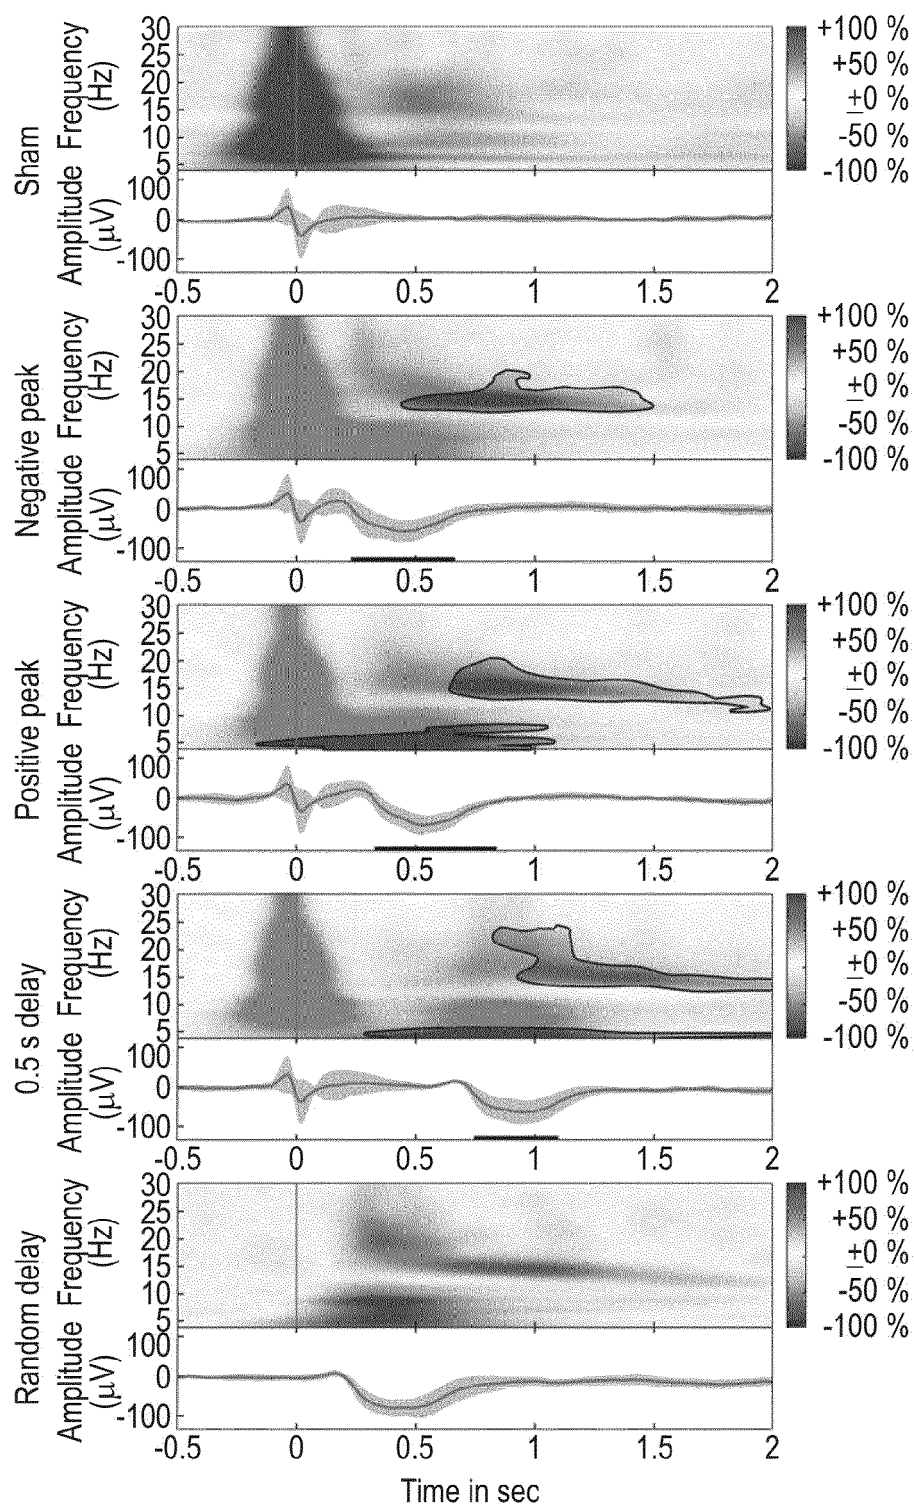 Sham
Frequency
(Hz)
30
25
20
15
10
5
+100 %
+50 %
±0 %
-50 %
-100 %
Amplitude
(μV)
100
0
-100
-0.5 0 0.5 1 1.5 2
Negative peak
Frequency
(Hz)
30
25
20
15
10
5
+100 %
+50 %
±0 %
-50 %
-100 %
Amplitude
(μV)
100
0
-100
-0.5 0 0.5 1 1.5 2
Positive peak
Frequency
(Hz)
30
25
20
15
10
5
+100 %
+50 %
±0 %
-50 %
-100 %
Amplitude
(μV)
100
0
-100
-0.5 0 0.5 1 1.5 2
0.5 s delay
Frequency
(Hz)
30
25
20
15
10
5
+100 %
+50 %
±0 %
-50 %
-100 %
Amplitude
(μV)
100
0
-100
-0.5 0 0.5 1 1.5 2
Random delay
Frequency
(Hz)
30
25
20
15
10
5
+100 %
+50 %
±0 %
-50 %
-100 %
Amplitude
(μV)
100
0
-100
-0.5 0 0.5 1 1.5 2
Time in sec